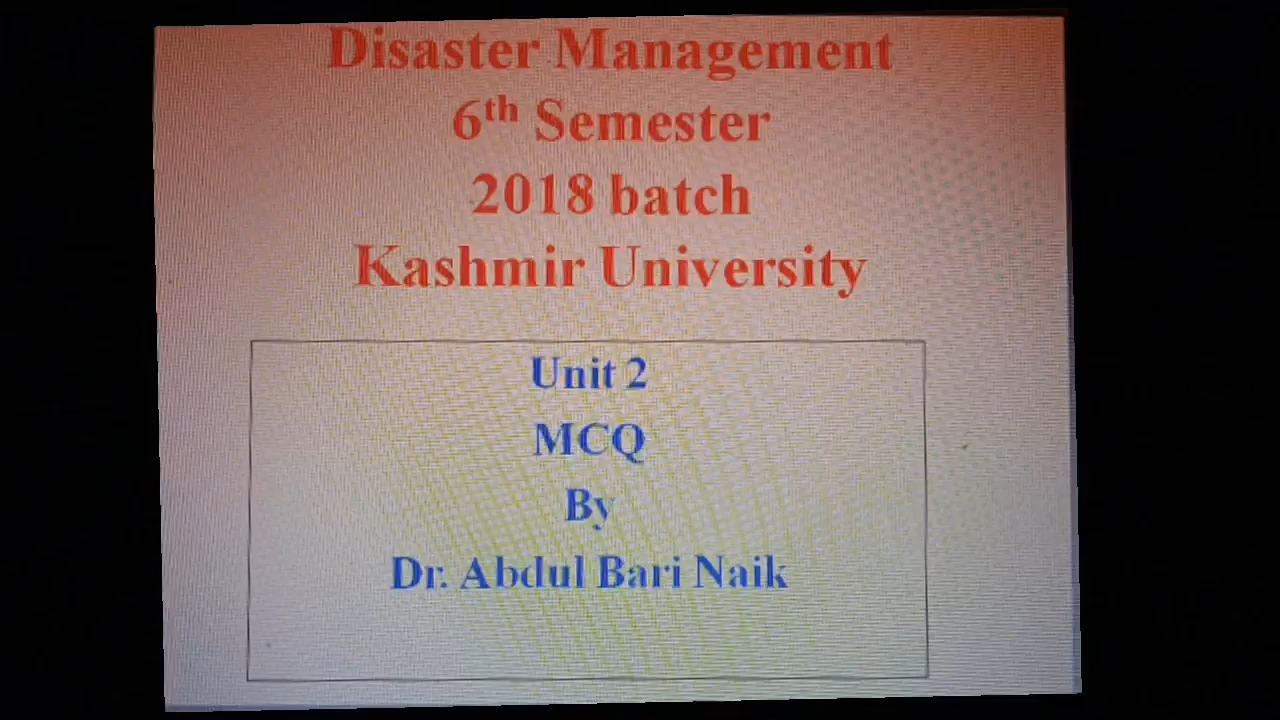 Disaster Management
6th Semester
2018 batch
Kashmir University
Unit 2
MCQ
By
Dr. Abdul Bari Naik